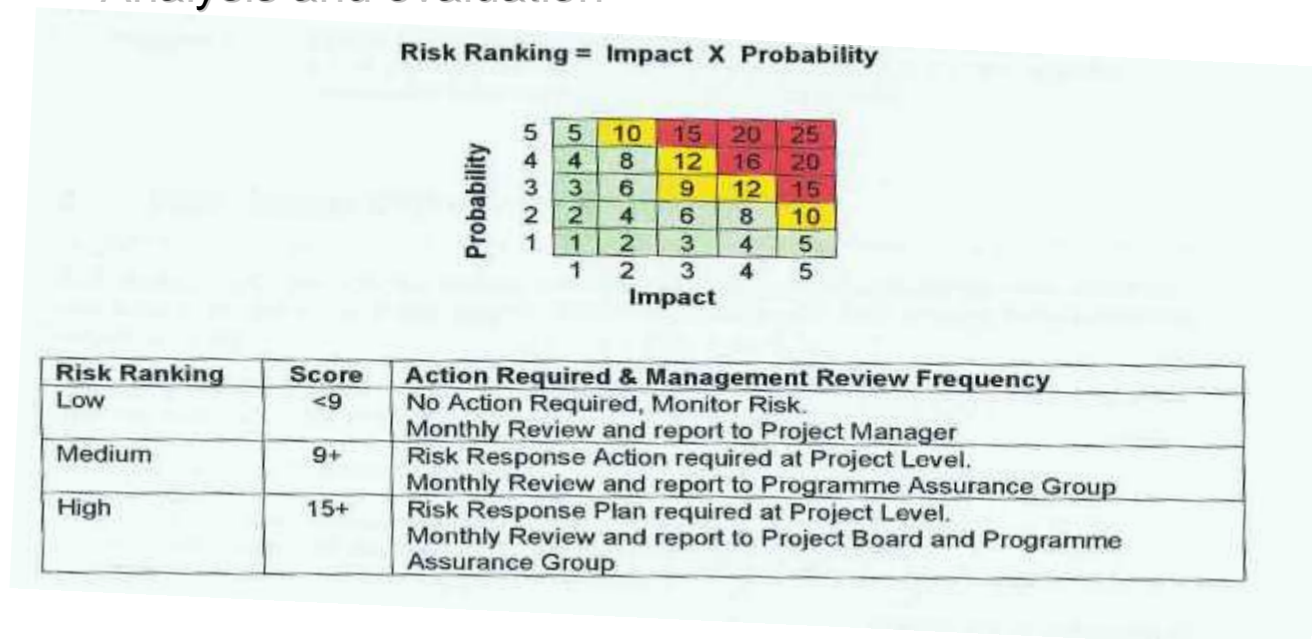 Analysis and evaluation
Risk Ranking = Impact X Probability
Probability
5 5 10 15 20 25
4 4 8 12 16 20
3 3 6 9 12 15
2 2 4 6 8 10
1 1 2 3 4 5
1 2 3 4 5
Impact
Risk Ranking Score Action Required & Management Review Frequency
Low <9 No Action Required, Monitor Risk.
Monthly Review and report to Project Manager
Medium 9+ Risk Response Action required at Project Level.
Monthly Review and report to Programme Assurance Group
High 15+ Risk Response Plan required at Project Level.
Monthly Review and report to Project Board and Programme
Assurance Group